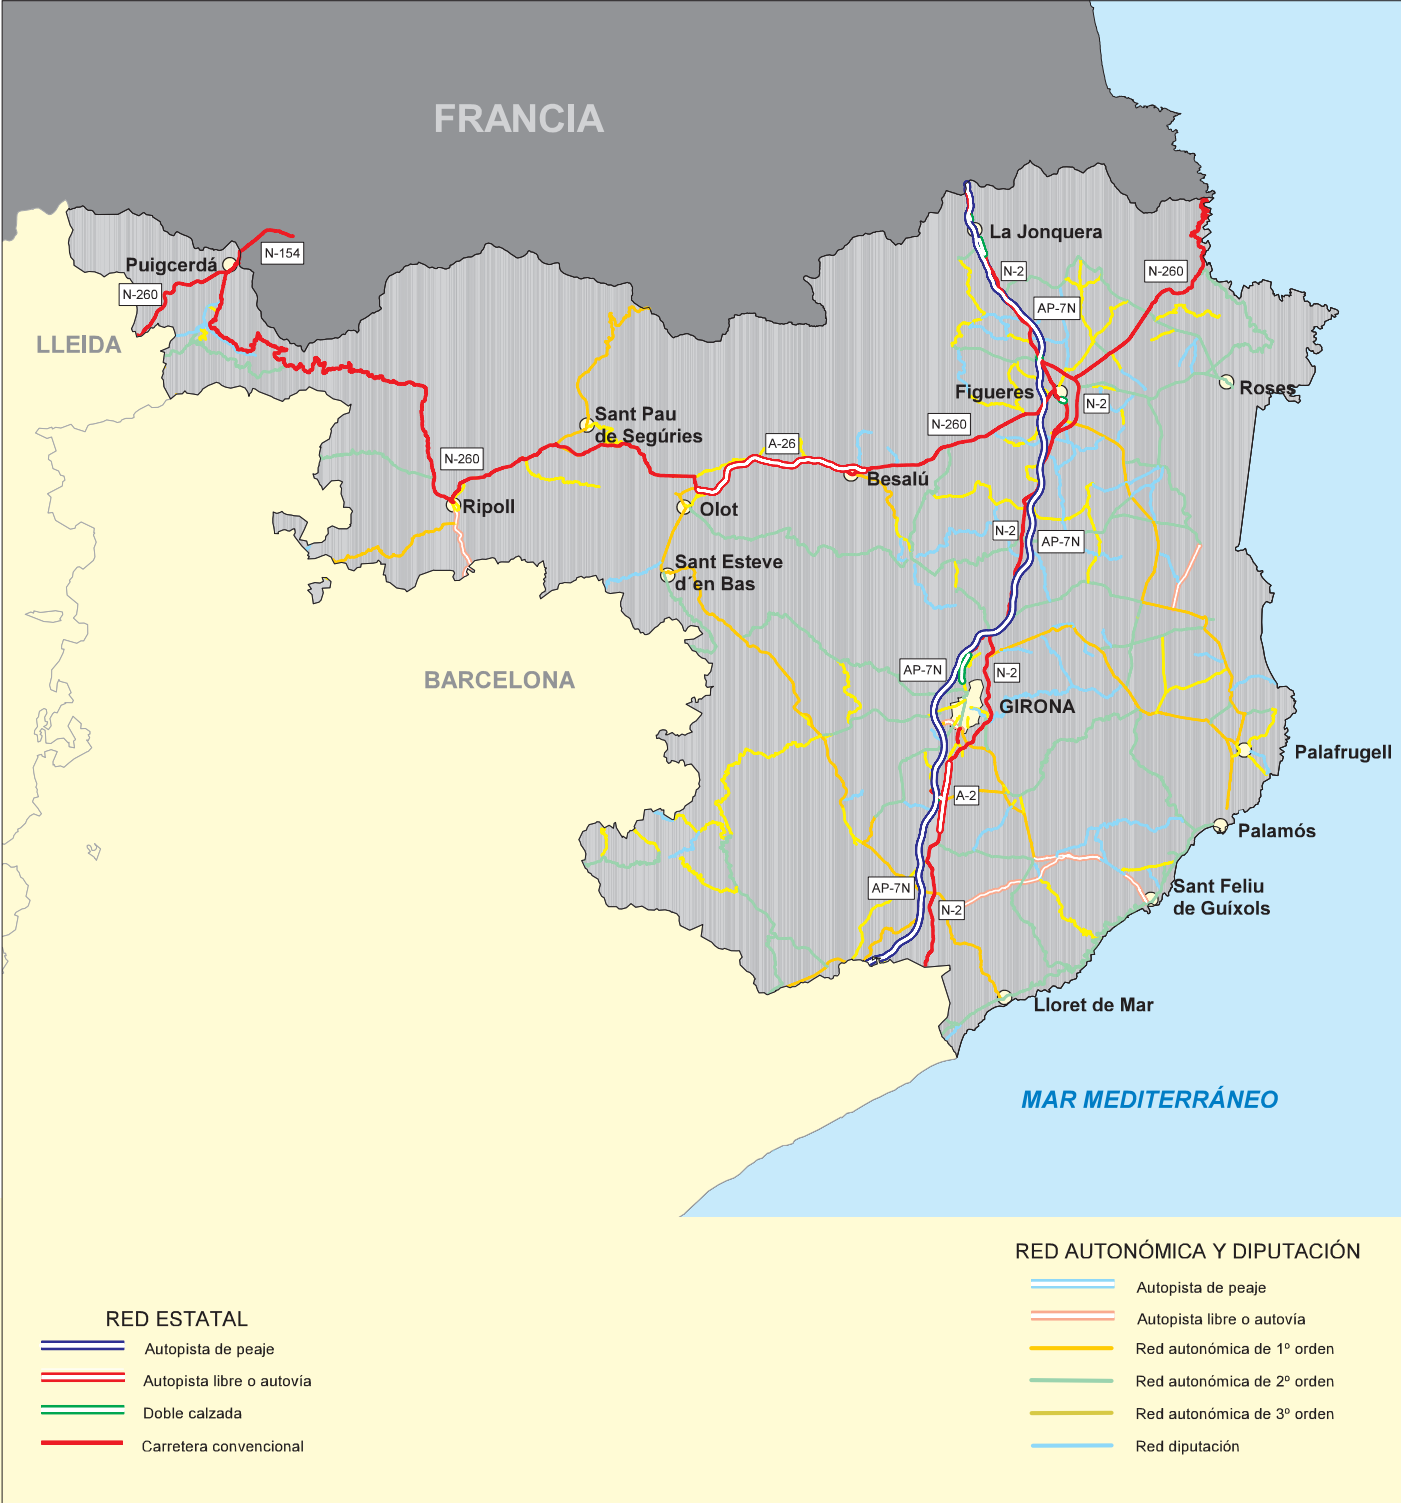 FRANCIA
La Jonquera
N-154
Puigcerdá
N-260
N-2
N-260
AP-7N
LLEIDA
Figueres
Roses
N-2
Sant Pau
de Segúries
N-260
A-26
N-260
Besalú
Ripoll
Olot
N-2
AP-7N
Sant Esteve
d´en Bas
AP-7N
N-2
BARCELONA
GIRONA
Palafrugell
A-2
Palamós
AP-7N
Sant Feliu
de Guíxols
N-2
Lloret de Mar
MAR MEDITERRÁNEO
RED ESTATAL
Autopista de peaje
Autopista libre o autovía
Doble calzada
Carretera convencional
RED AUTONÓMICA Y DIPUTACIÓN
Autopista de peaje
Autopista libre o autovía
Red autonómica de 1º orden
Red autonómica de 2º orden
Red autonómica de 3º orden
Red diputación